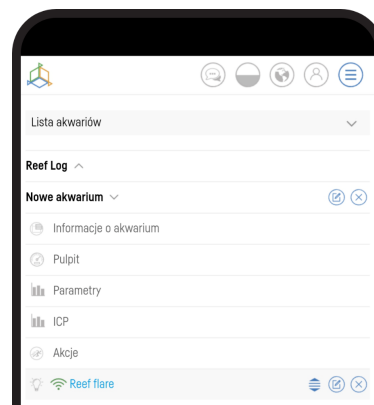 Lista akwariów
Reef Log
Nowe akwarium
Informacje o akwarium
Pulpit
Parametry
ICP
Akcje
Reef flare